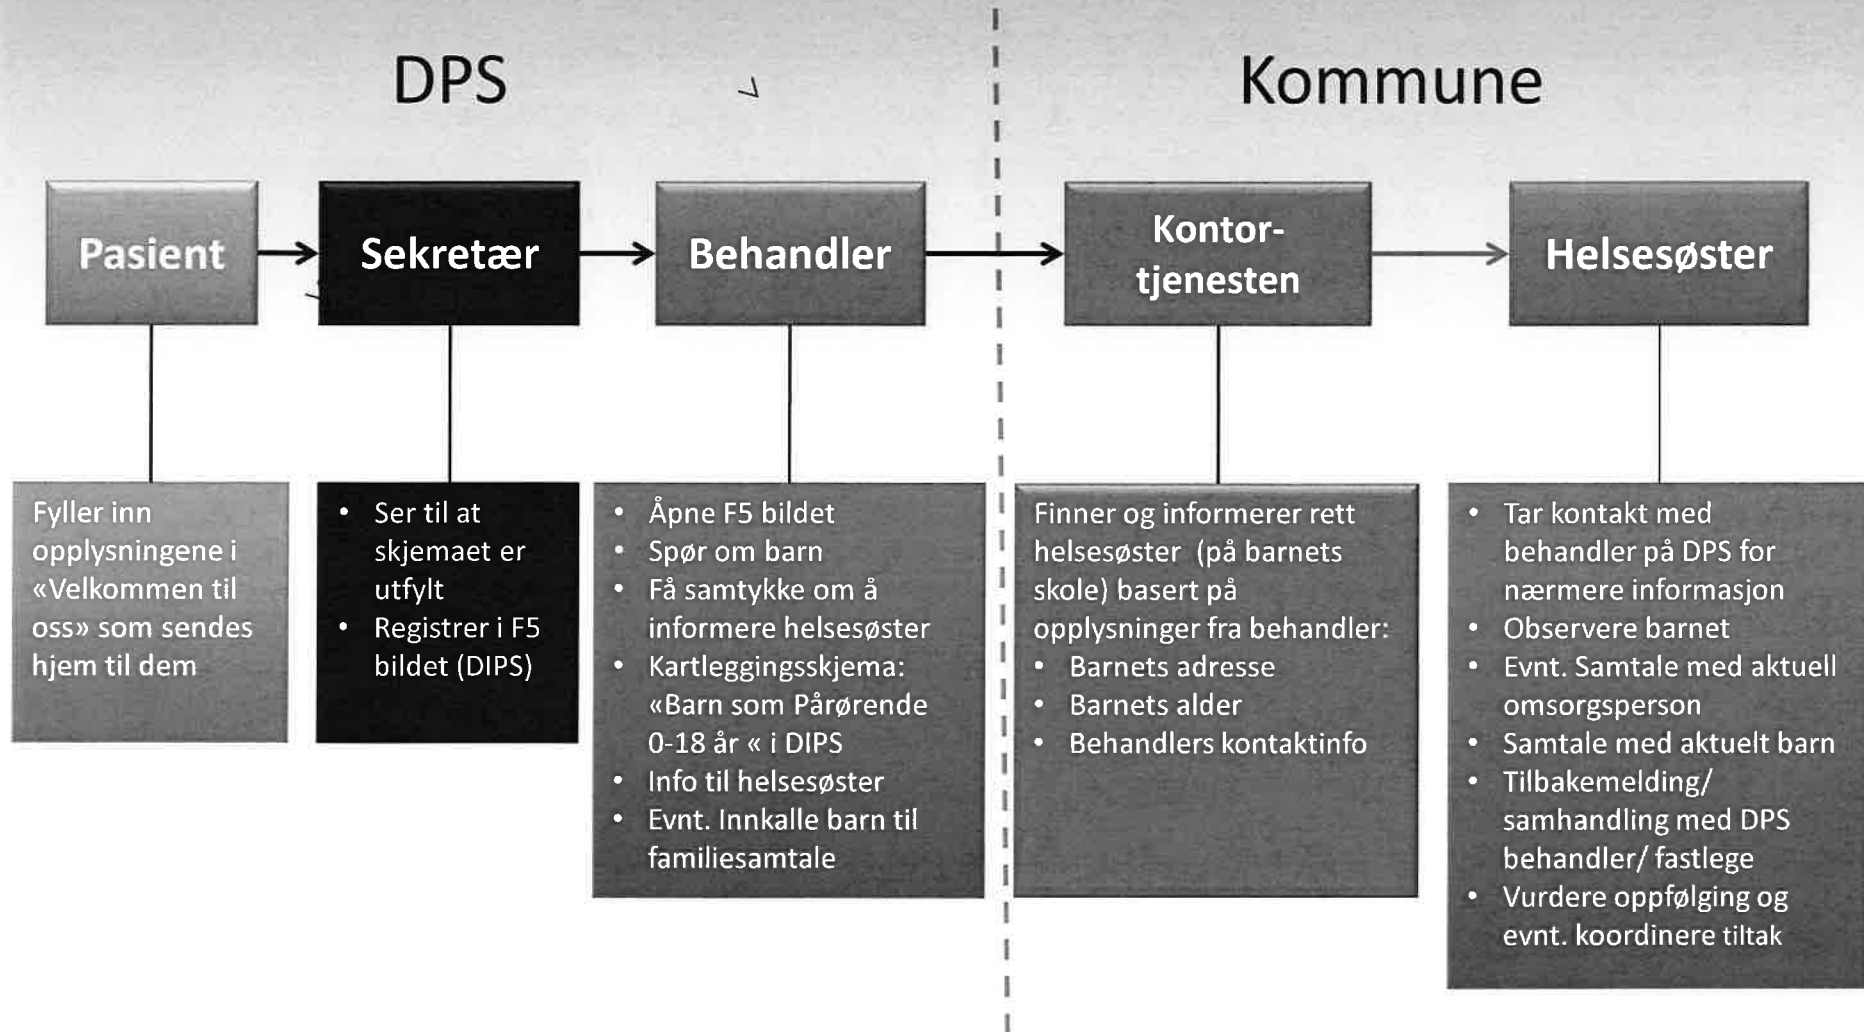 DPS
Kommune
Pasient
Sekretær
Behandler
Kontor-
tjenesten
Helsesøster
Fyller inn
opplysningene i
«Velkommen til
oss» som sendes
hjem til dem
• Ser til at
skjemaet er
utfylt
• Registrer i F5
bildet (DIPS)
• Åpne F5 bildet
• Spør om barn
• Få samtykke om å
informere helsesøster
• Kartleggingsskjema:
«Barn som Pårørende
0-18 år « i DIPS
• Info til helsesøster
• Evnt. Innkalle barn til
familiesamtale
Finner og informerer rett
helsesøster (på barnets
skole) basert på
opplysninger fra behandler:
• Barnets adresse
• Barnets alder
• Behandlers kontaktinfo
• Tar kontakt med
behandler på DPS for
nærmere informasjon
• Observere barnet
• Evnt. Samtale med aktuell
omsorgsperson
• Samtale med aktuelt barn
• Tilbakemelding/
samhandling med DPS
behandler/ fastlege
• Vurdere oppfølging og
evnt. koordinere tiltak